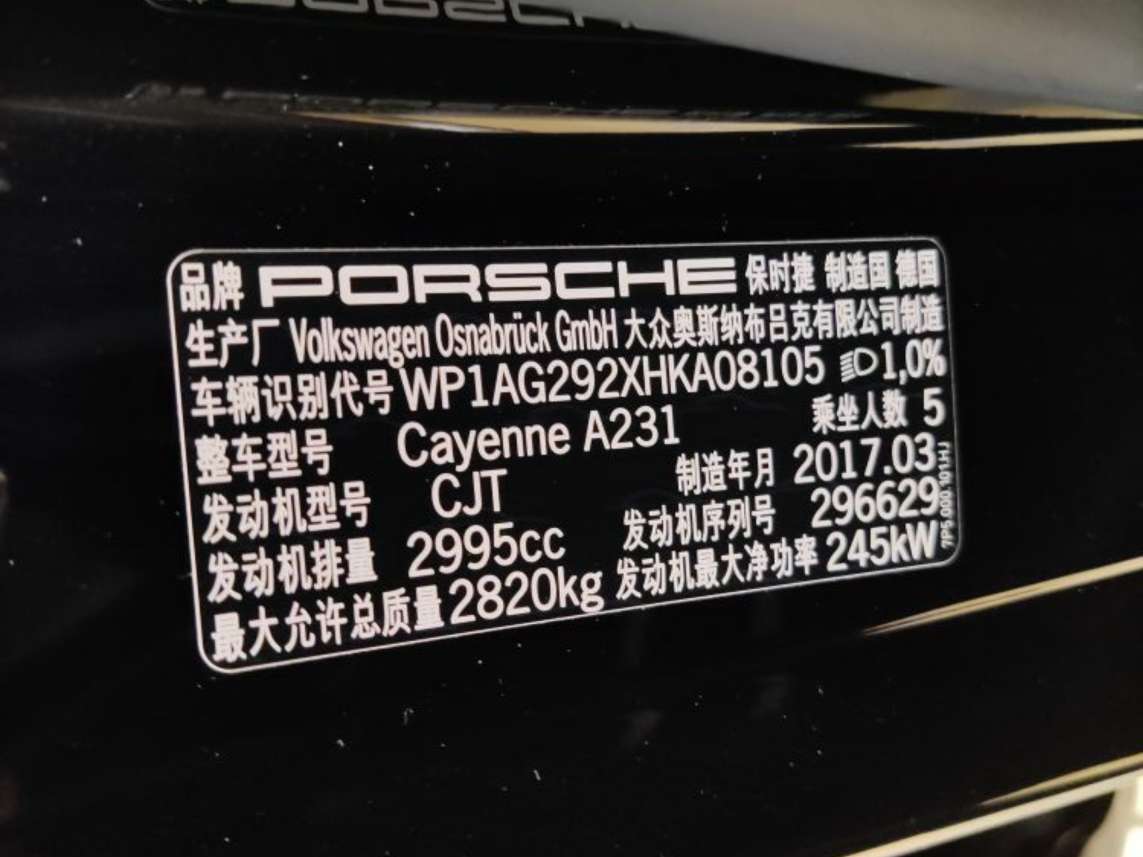 品牌 PORSCHE 保时捷 制造国 德国
生产厂 Volkswagen Osnabrück GmbH 大众奥斯纳布吕克有限公司制造
车辆识别代号 WP1AG292XHKA08105 1,0%
整车型号 Cayenne A231 乘坐人数 5
发动机型号 CJT 制造年月 2017.03
发动机排量 2995cc 发动机序列号 296629
最大允许总质量 2820kg 发动机最大净功率 245kW
7P5.000.101.HJ